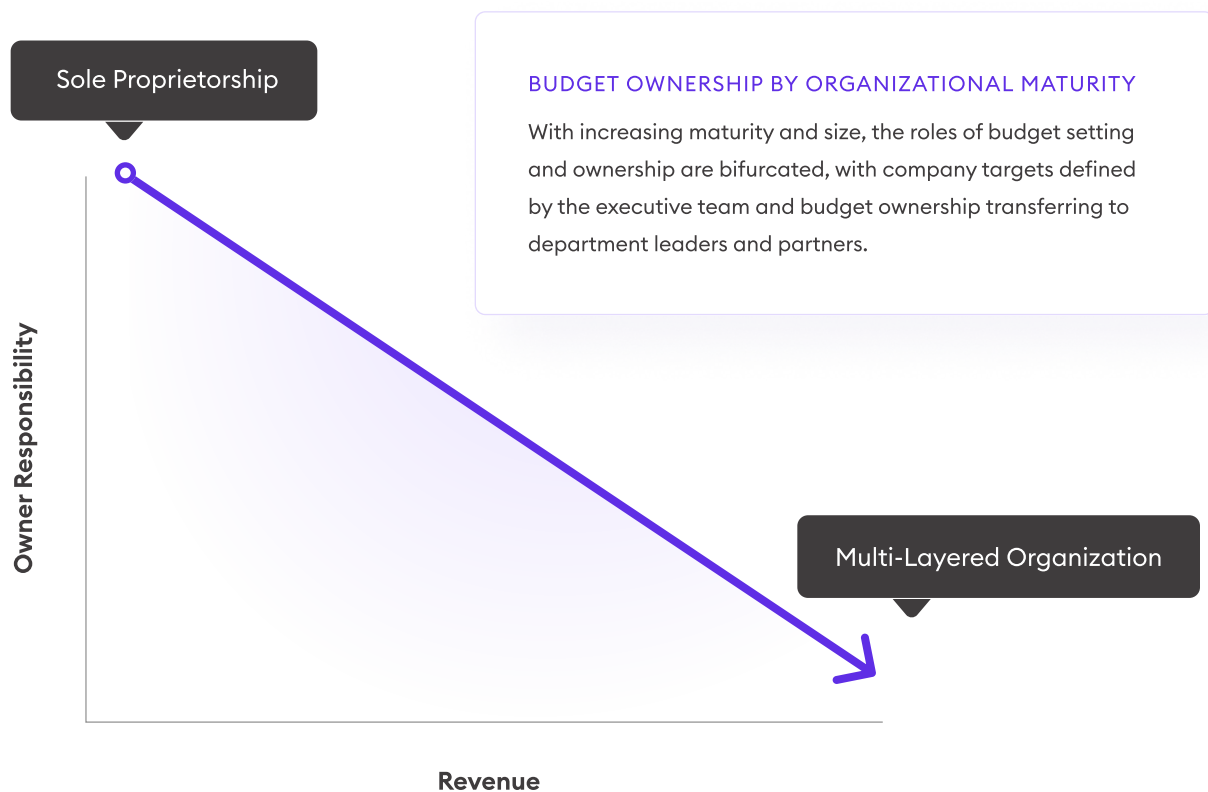 Sole Proprietorship
BUDGET OWNERSHIP BY ORGANIZATIONAL MATURITY
With increasing maturity and size, the roles of budget setting
and ownership are bifurcated, with company targets defined
by the executive team and budget ownership transferring to
department leaders and partners.
Owner Responsibility
Multi-Layered Organization
Revenue